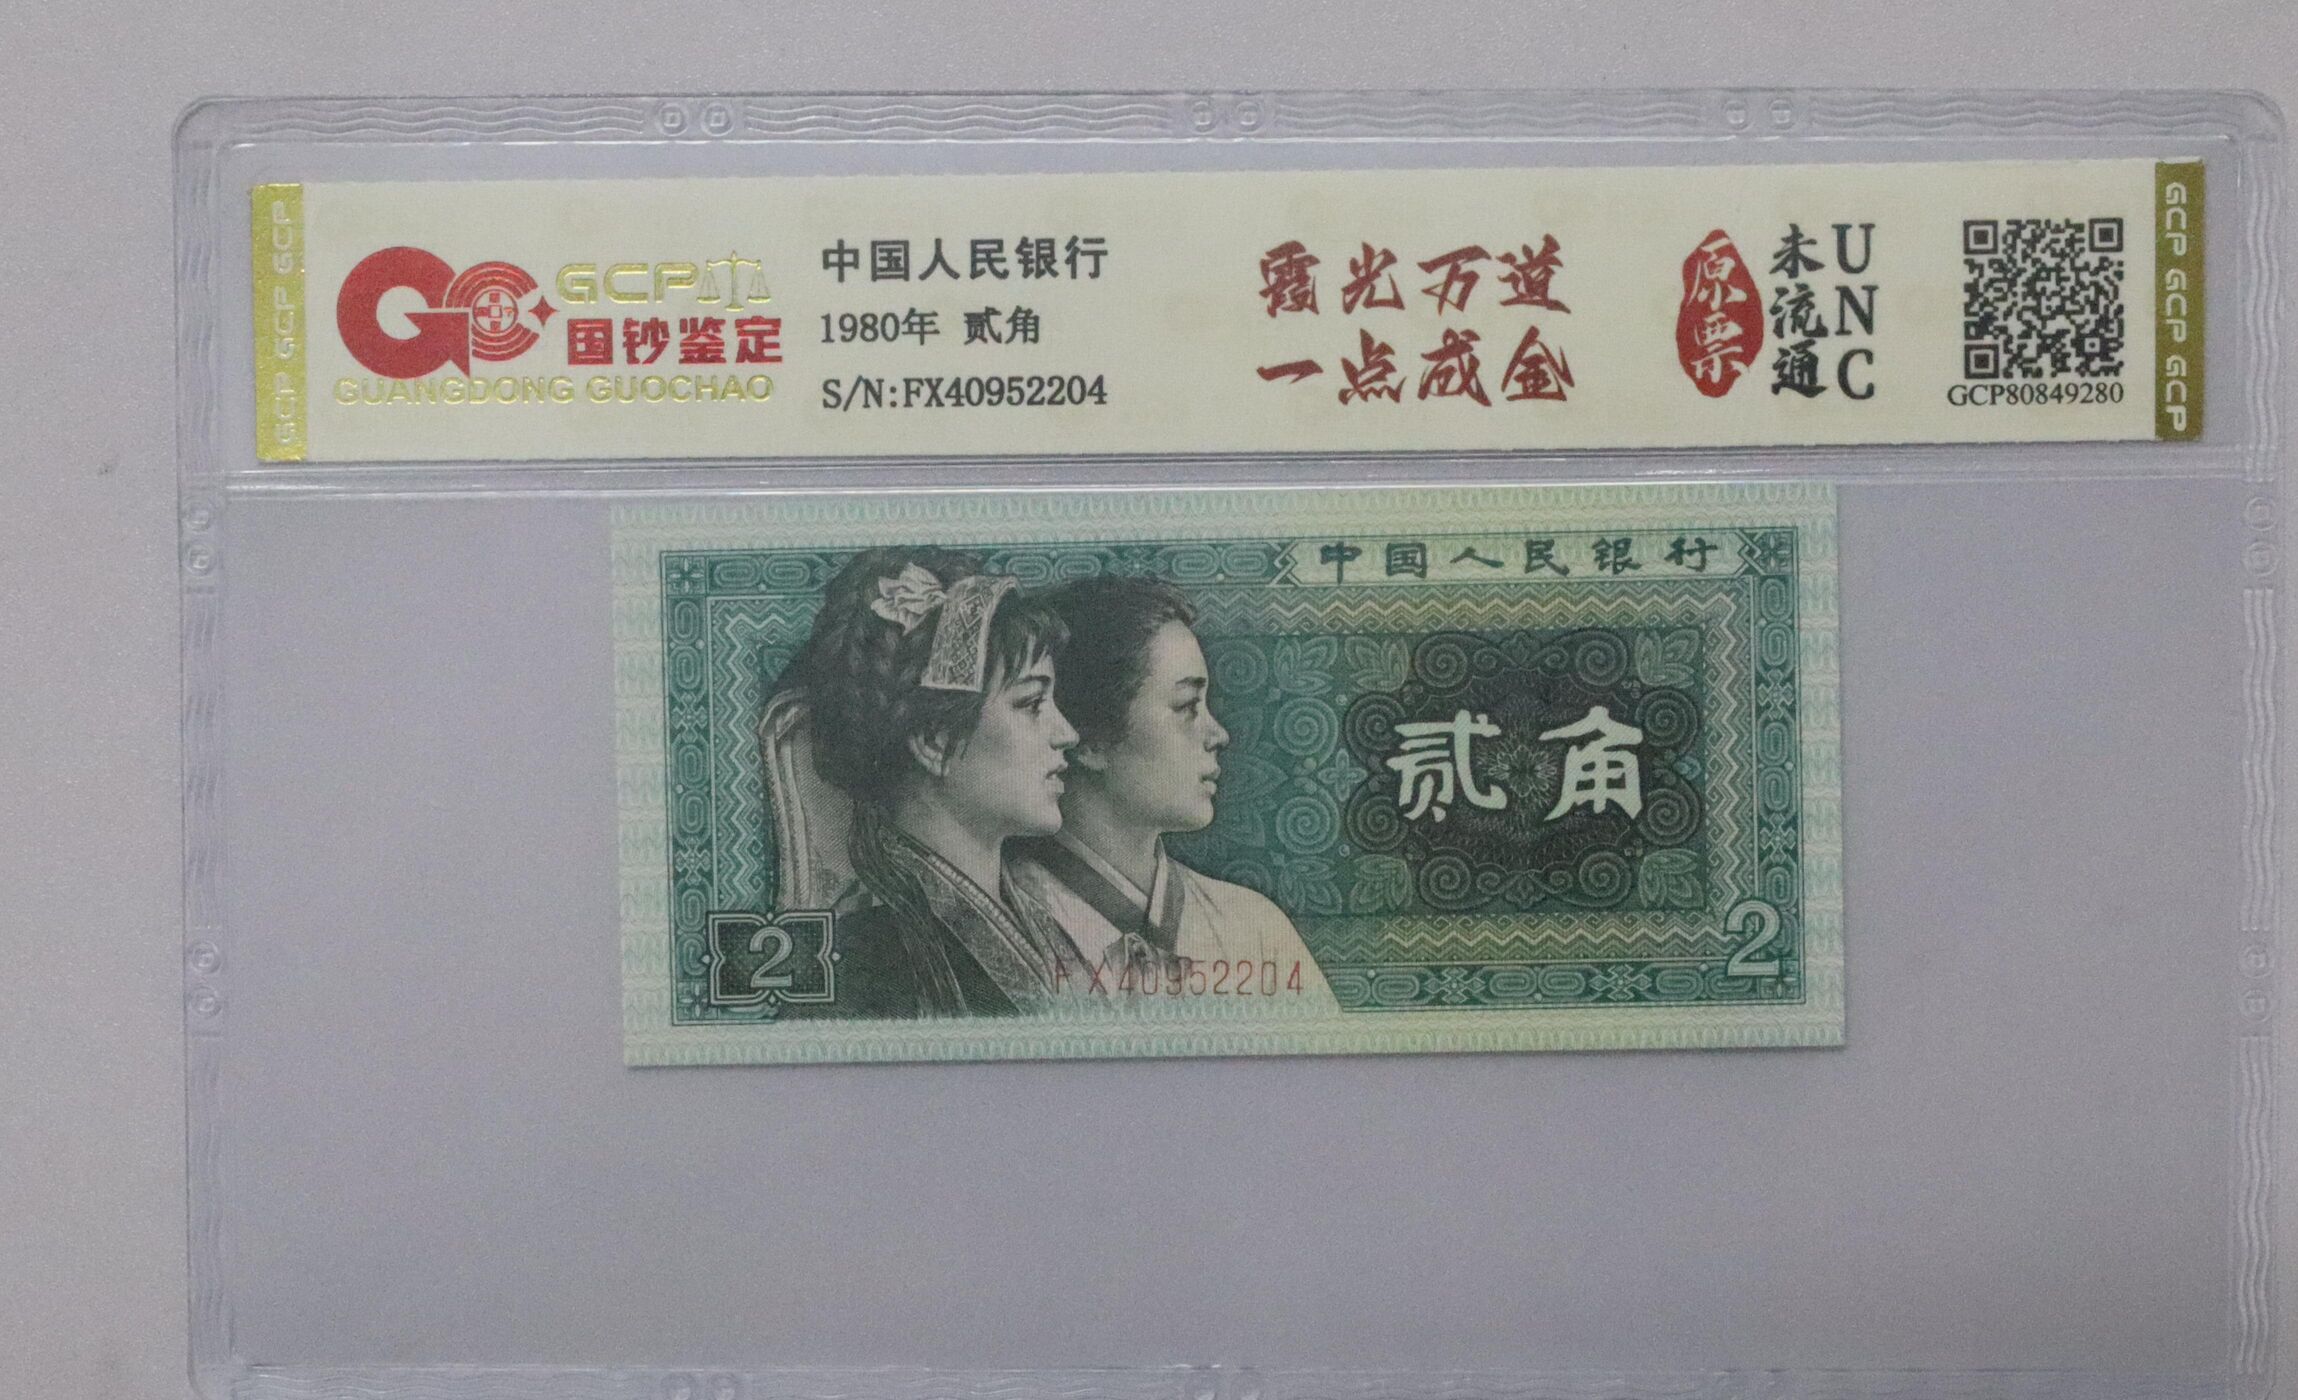 GCP GCP GCP
GCP
国钞鉴定
GUANGDONG GUOCHAO
中国人民银行
1980年 贰角
S/N:FX40952204
霞光万道
一点成金
原票
未流通
UNC
GCP80849280
GCP GCP GCP
中国人民银行
贰角
2
FX40952204
2